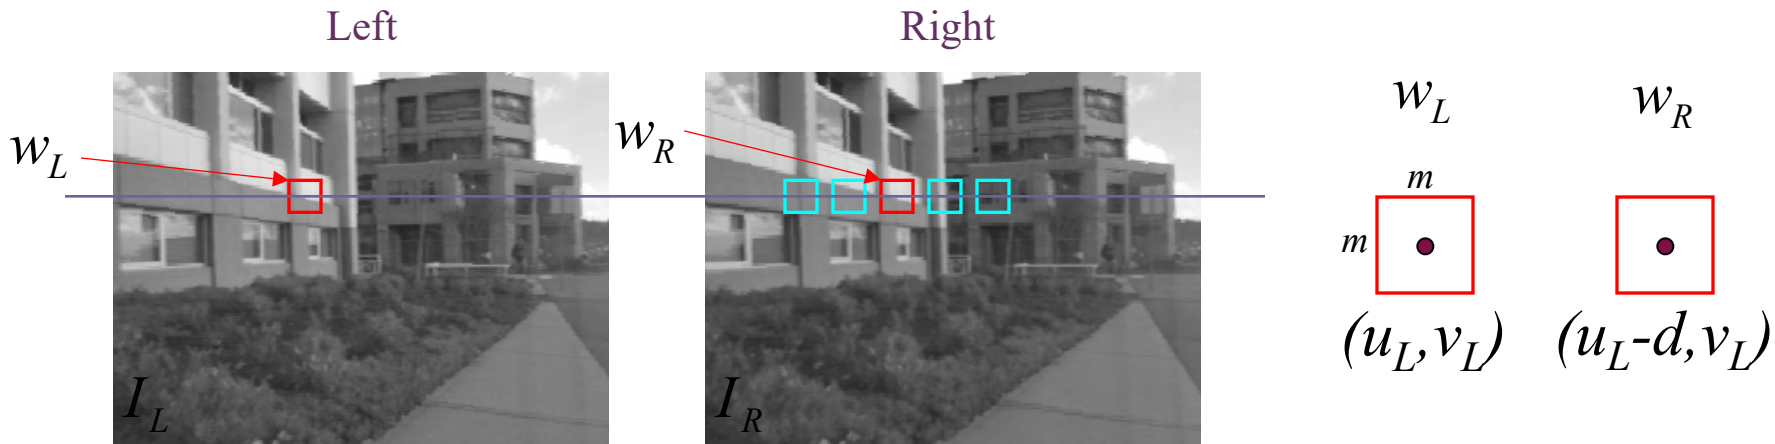 Left
Right
w_L
w_R
w_L
w_R
m
m
(u_L,v_L)
(u_L-d,v_L)
I_L
I_R